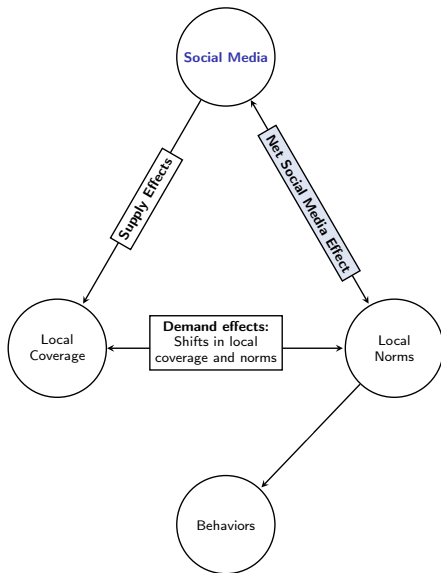 Social Media
Supply Effects
Net Social Media Effect
Local
Coverage
Demand effects:
Shifts in local
coverage and norms
Local
Norms
Behaviors